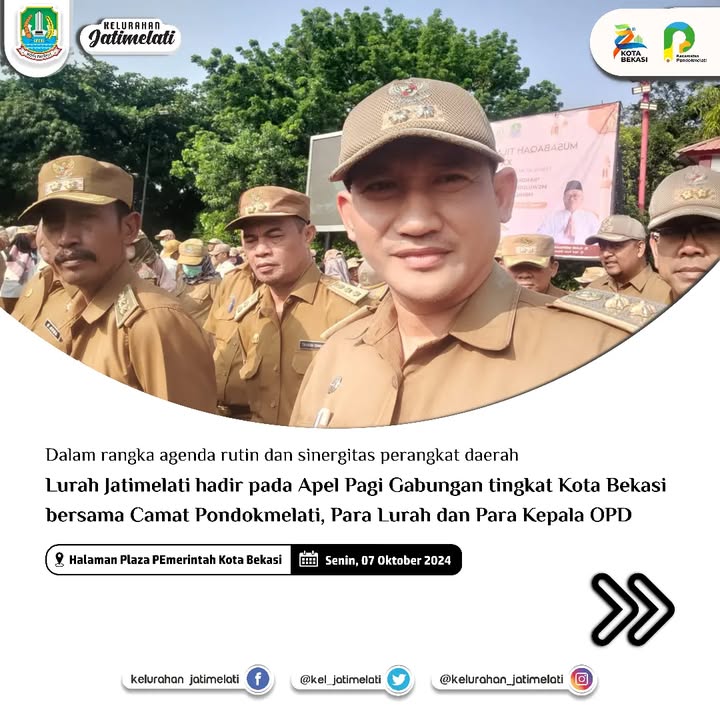 KELURAHAN
Jatimelati
KOTA
BEKASI
Kecamatan
Pondokmelati
MUSABAQAH TIL
Dalam rangka agenda rutin dan sinergitas perangkat daerah
Lurah Jatimelati hadir pada Apel Pagi Gabungan tingkat Kota Bekasi
bersama Camat Pondokmelati, Para Lurah dan Para Kepala OPD
Halaman Plaza PEmerintah Kota Bekasi
Senin, 07 Oktober 2024
kelurahan jatimelati
@kel_jatimelati
@kelurahan_jatimelati